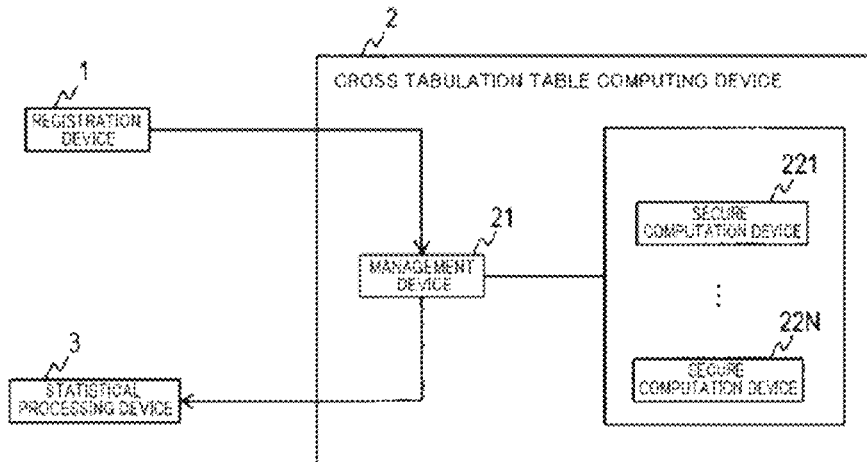 2
CROSS TABULATION TABLE COMPUTING DEVICE
1
REGISTRATION
DEVICE
221
SECURE
COMPUTATION DEVICE
21
MANAGEMENT
DEVICE
⋮
22N
SECURE
COMPUTATION DEVICE
3
STATISTICAL
PROCESSING DEVICE